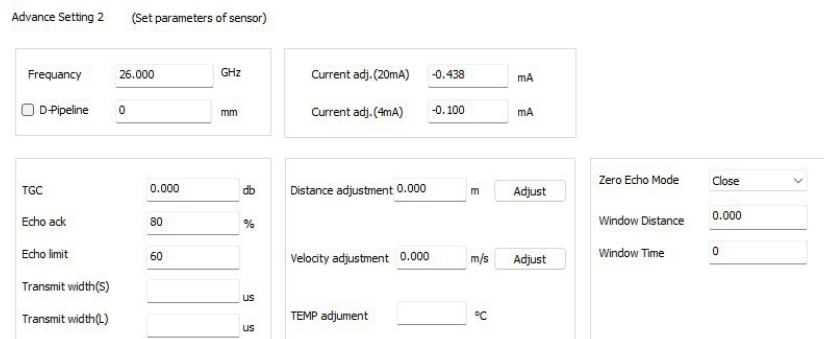 Advance Setting 2 (Set parameters of sensor)
Frequancy 26.000 GHz
D-Pipeline 0 mm
Current adj.(20mA) -0.438 mA
Current adj.(4mA) -0.100 mA
TGC 0.000 db
Echo ack 80 %
Echo limit 60
Transmit width(S) us
Transmit width(L) us
Distance adjustment 0.000 m Adjust
Velocity adjustment 0.000 m/s Adjust
TEMP adjument °C
Zero Echo Mode Close
Window Distance 0.000
Window Time 0